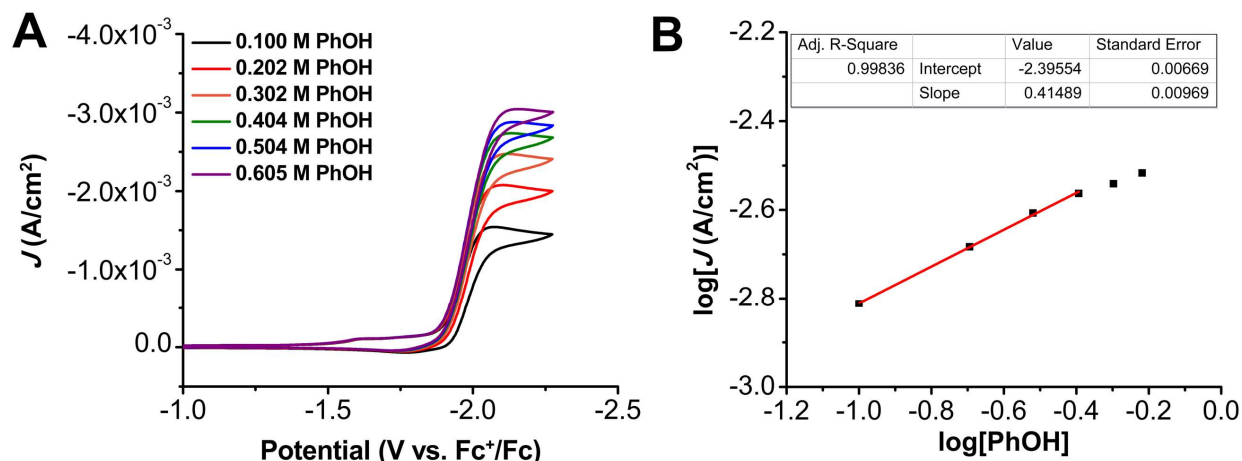 A
-4.0x10⁻³
-3.0x10⁻³
-2.0x10⁻³
-1.0x10⁻³
0.0
J (A/cm²)
0.100 M PhOH
0.202 M PhOH
0.302 M PhOH
0.404 M PhOH
0.504 M PhOH
0.605 M PhOH
-1.0 -1.5 -2.0 -2.5
Potential (V vs. Fc⁺/Fc)
B
-2.2
-2.4
-2.6
-2.8
-3.0
log[J (A/cm²)]
Adj. R-Square Value Standard Error
0.99836 Intercept -2.39554 0.00669
Slope 0.41489 0.00969
-1.2 -1.0 -0.8 -0.6 -0.4 -0.2 0.0
log[PhOH]